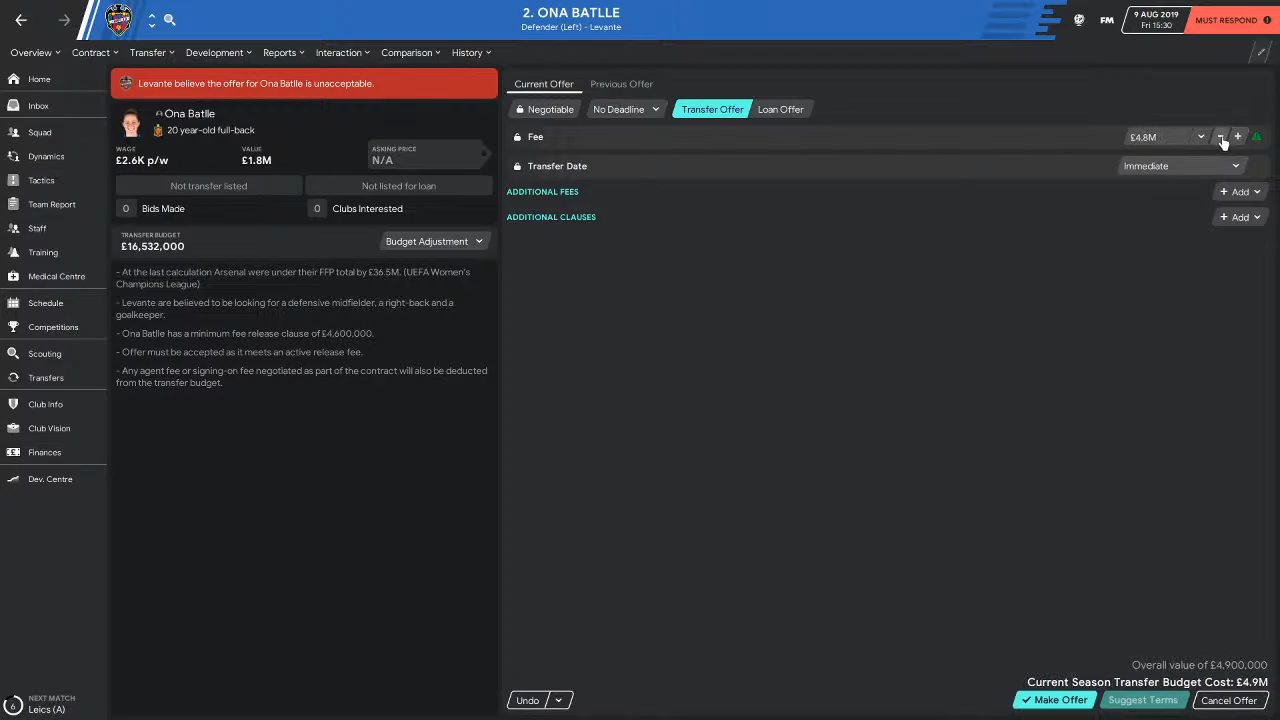 2. ONA BATLLE
Defender (Left) - Levante
FM
9 AUG 2019
Fri 15:30
MUST RESPOND
Overview
Contract
Transfer
Development
Reports
Interaction
Comparison
History
Home
Inbox
Squad
Dynamics
Tactics
Team Report
Staff
Training
Medical Centre
Schedule
Competitions
Scouting
Transfers
Club Info
Club Vision
Finances
Dev. Centre
NEXT MATCH
Leics (A)
Levante believe the offer for Ona Batlle is unacceptable.
Ona Batlle
20 year-old full-back
WAGE
£2.6K p/w
VALUE
£1.8M
ASKING PRICE
N/A
Not transfer listed
Not listed for loan
0 Bids Made
0 Clubs Interested
TRANSFER BUDGET
£16,532,000
Budget Adjustment
- At the last calculation Arsenal were under their FFP total by £36.5M. (UEFA Women's
Champions League)
- Levante are believed to be looking for a defensive midfielder, a right-back and a
goalkeeper.
- Ona Batlle has a minimum fee release clause of £4,600,000.
- Offer must be accepted as it meets an active release fee.
- Any agent fee or signing-on fee negotiated as part of the contract will also be deducted
from the transfer budget.
Current Offer
Previous Offer
Negotiable
No Deadline
Transfer Offer
Loan Offer
Fee
£4.8M
Transfer Date
Immediate
ADDITIONAL FEES
+ Add
ADDITIONAL CLAUSES
+ Add
Overall value of £4,900,000
Current Season Transfer Budget Cost: £4.9M
Undo
Make Offer
Suggest Terms
Cancel Offer